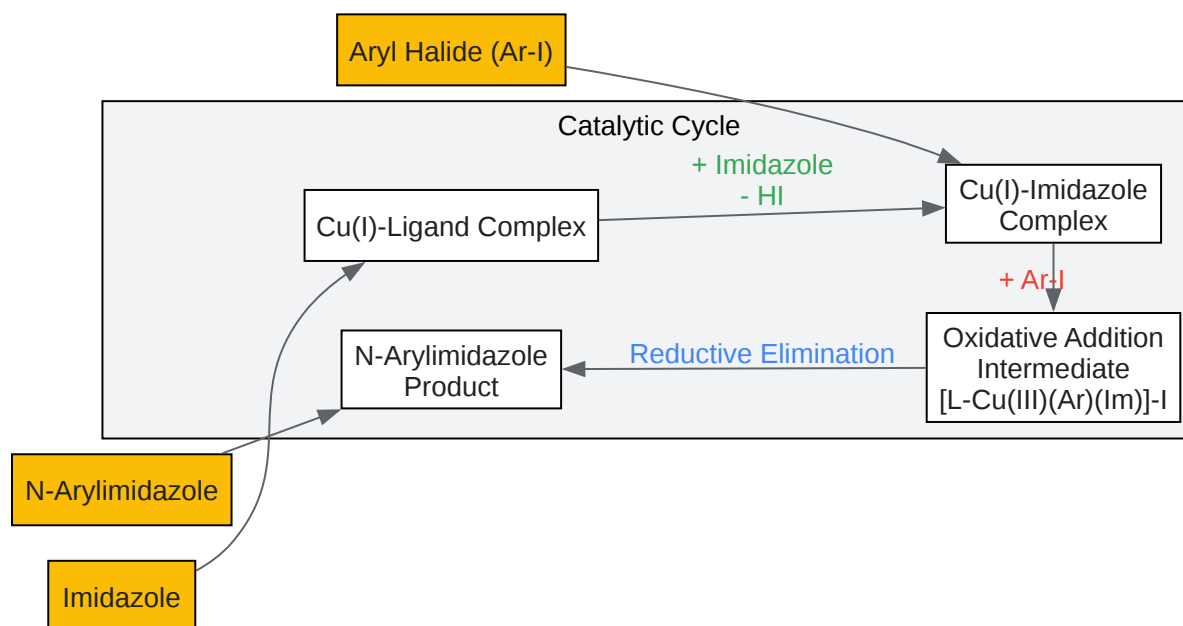 Aryl Halide (Ar-I)
Catalytic Cycle
+ Imidazole
- HI
Cu(I)-Imidazole
Complex
Cu(I)-Ligand Complex
+ Ar-I
Oxidative Addition
Intermediate
[L-Cu(III)(Ar)(Im)]-I
Reductive Elimination
N-Arylimidazole
Product
N-Arylimidazole
Imidazole